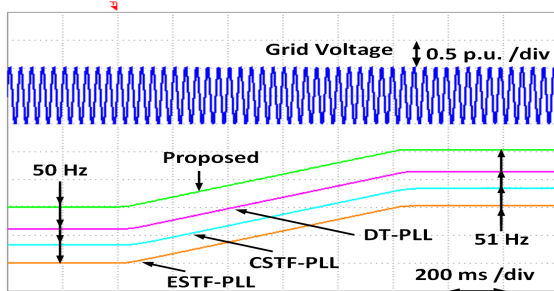 Grid Voltage
0.5 p.u. /div
Proposed
50 Hz
DT-PLL
51 Hz
CSTF-PLL
ESTF-PLL
200 ms /div